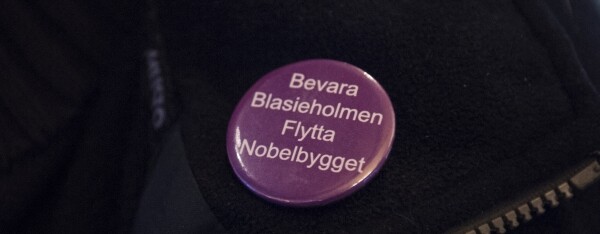 Bevara
Blasieholmen
Flytta
Nobelbygget